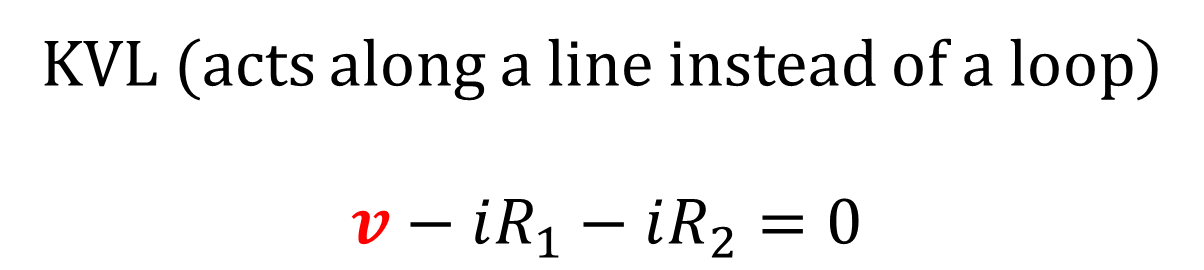 KVL (acts along a line instead of a loop)
𝒗 − 𝑖𝑅₁ − 𝑖𝑅₂ = 0